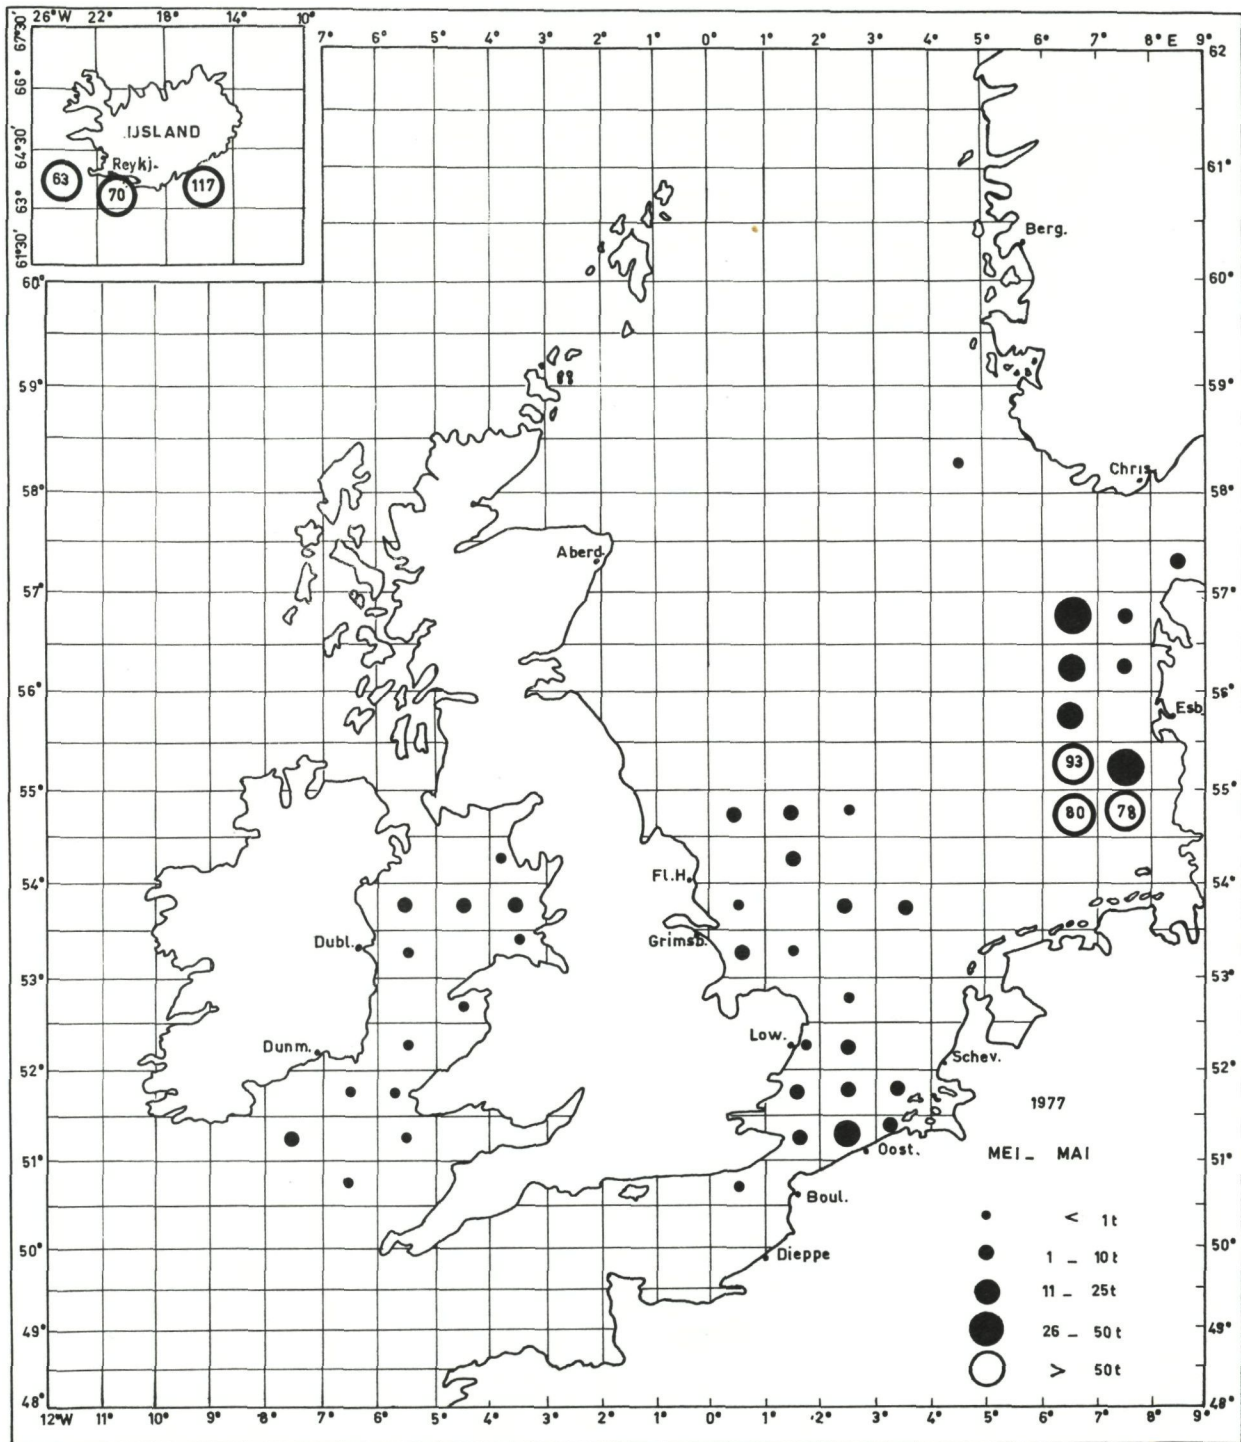 26°W 22° 18° 14° 10°
67°30'
66°
64°30'
63°
61°30'
IJSLAND
Reykj.
63
70
117
7° 6° 5° 4° 3° 2° 1° 0° 1° 2° 3° 4° 5° 6° 7° 8° E 9°
62
61°
61°
Berg.
60°
60°
59°
59°
Chris
58°
58°
Aberd.
57°
57°
56°
56°
Esb
93
55°
55°
80
78
Fl.H.
54°
54°
Dubl.
Grimsb.
53°
53°
Low.
Dunm.
Schev.
52°
52°
1977
Oost.
MEI_ MAI
51°
51°
Boul.
< 1t
50°
50°
Dieppe
1 _ 10t
11 _ 25t
26 _ 50t
49°
49°
> 50t
48°
48°
12°W 11° 10° 9° 8° 7° 6° 5° 4° 3° 2° 1° 0° 1° 2° 3° 4° 5° 6° 7° 8° 9°